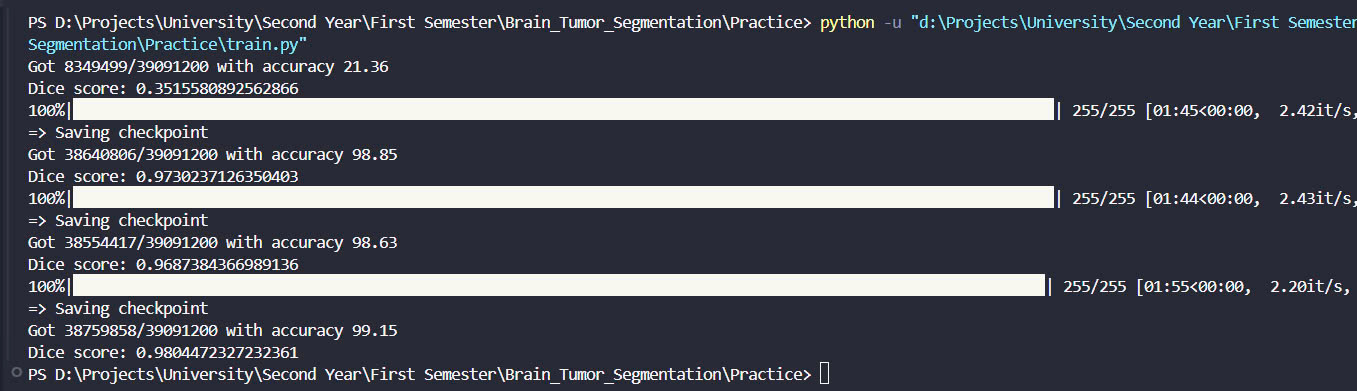 PS D:\Projects\University\Second Year\First Semester\Brain_Tumor_Segmentation\Practice> python -u "d:\Projects\University\Second Year\First Semester
Segmentation\Practice\train.py"
Got 8349499/39091200 with accuracy 21.36
Dice score: 0.3515580892562866
100%| | 255/255 [01:45<00:00, 2.42it/s,
=> Saving checkpoint
Got 38640806/39091200 with accuracy 98.85
Dice score: 0.9730237126350403
100%| | 255/255 [01:44<00:00, 2.43it/s,
=> Saving checkpoint
Got 38554417/39091200 with accuracy 98.63
Dice score: 0.9687384366989136
100%| | 255/255 [01:55<00:00, 2.20it/s,
=> Saving checkpoint
Got 38759858/39091200 with accuracy 99.15
Dice score: 0.9804472327232361
PS D:\Projects\University\Second Year\First Semester\Brain_Tumor_Segmentation\Practice>